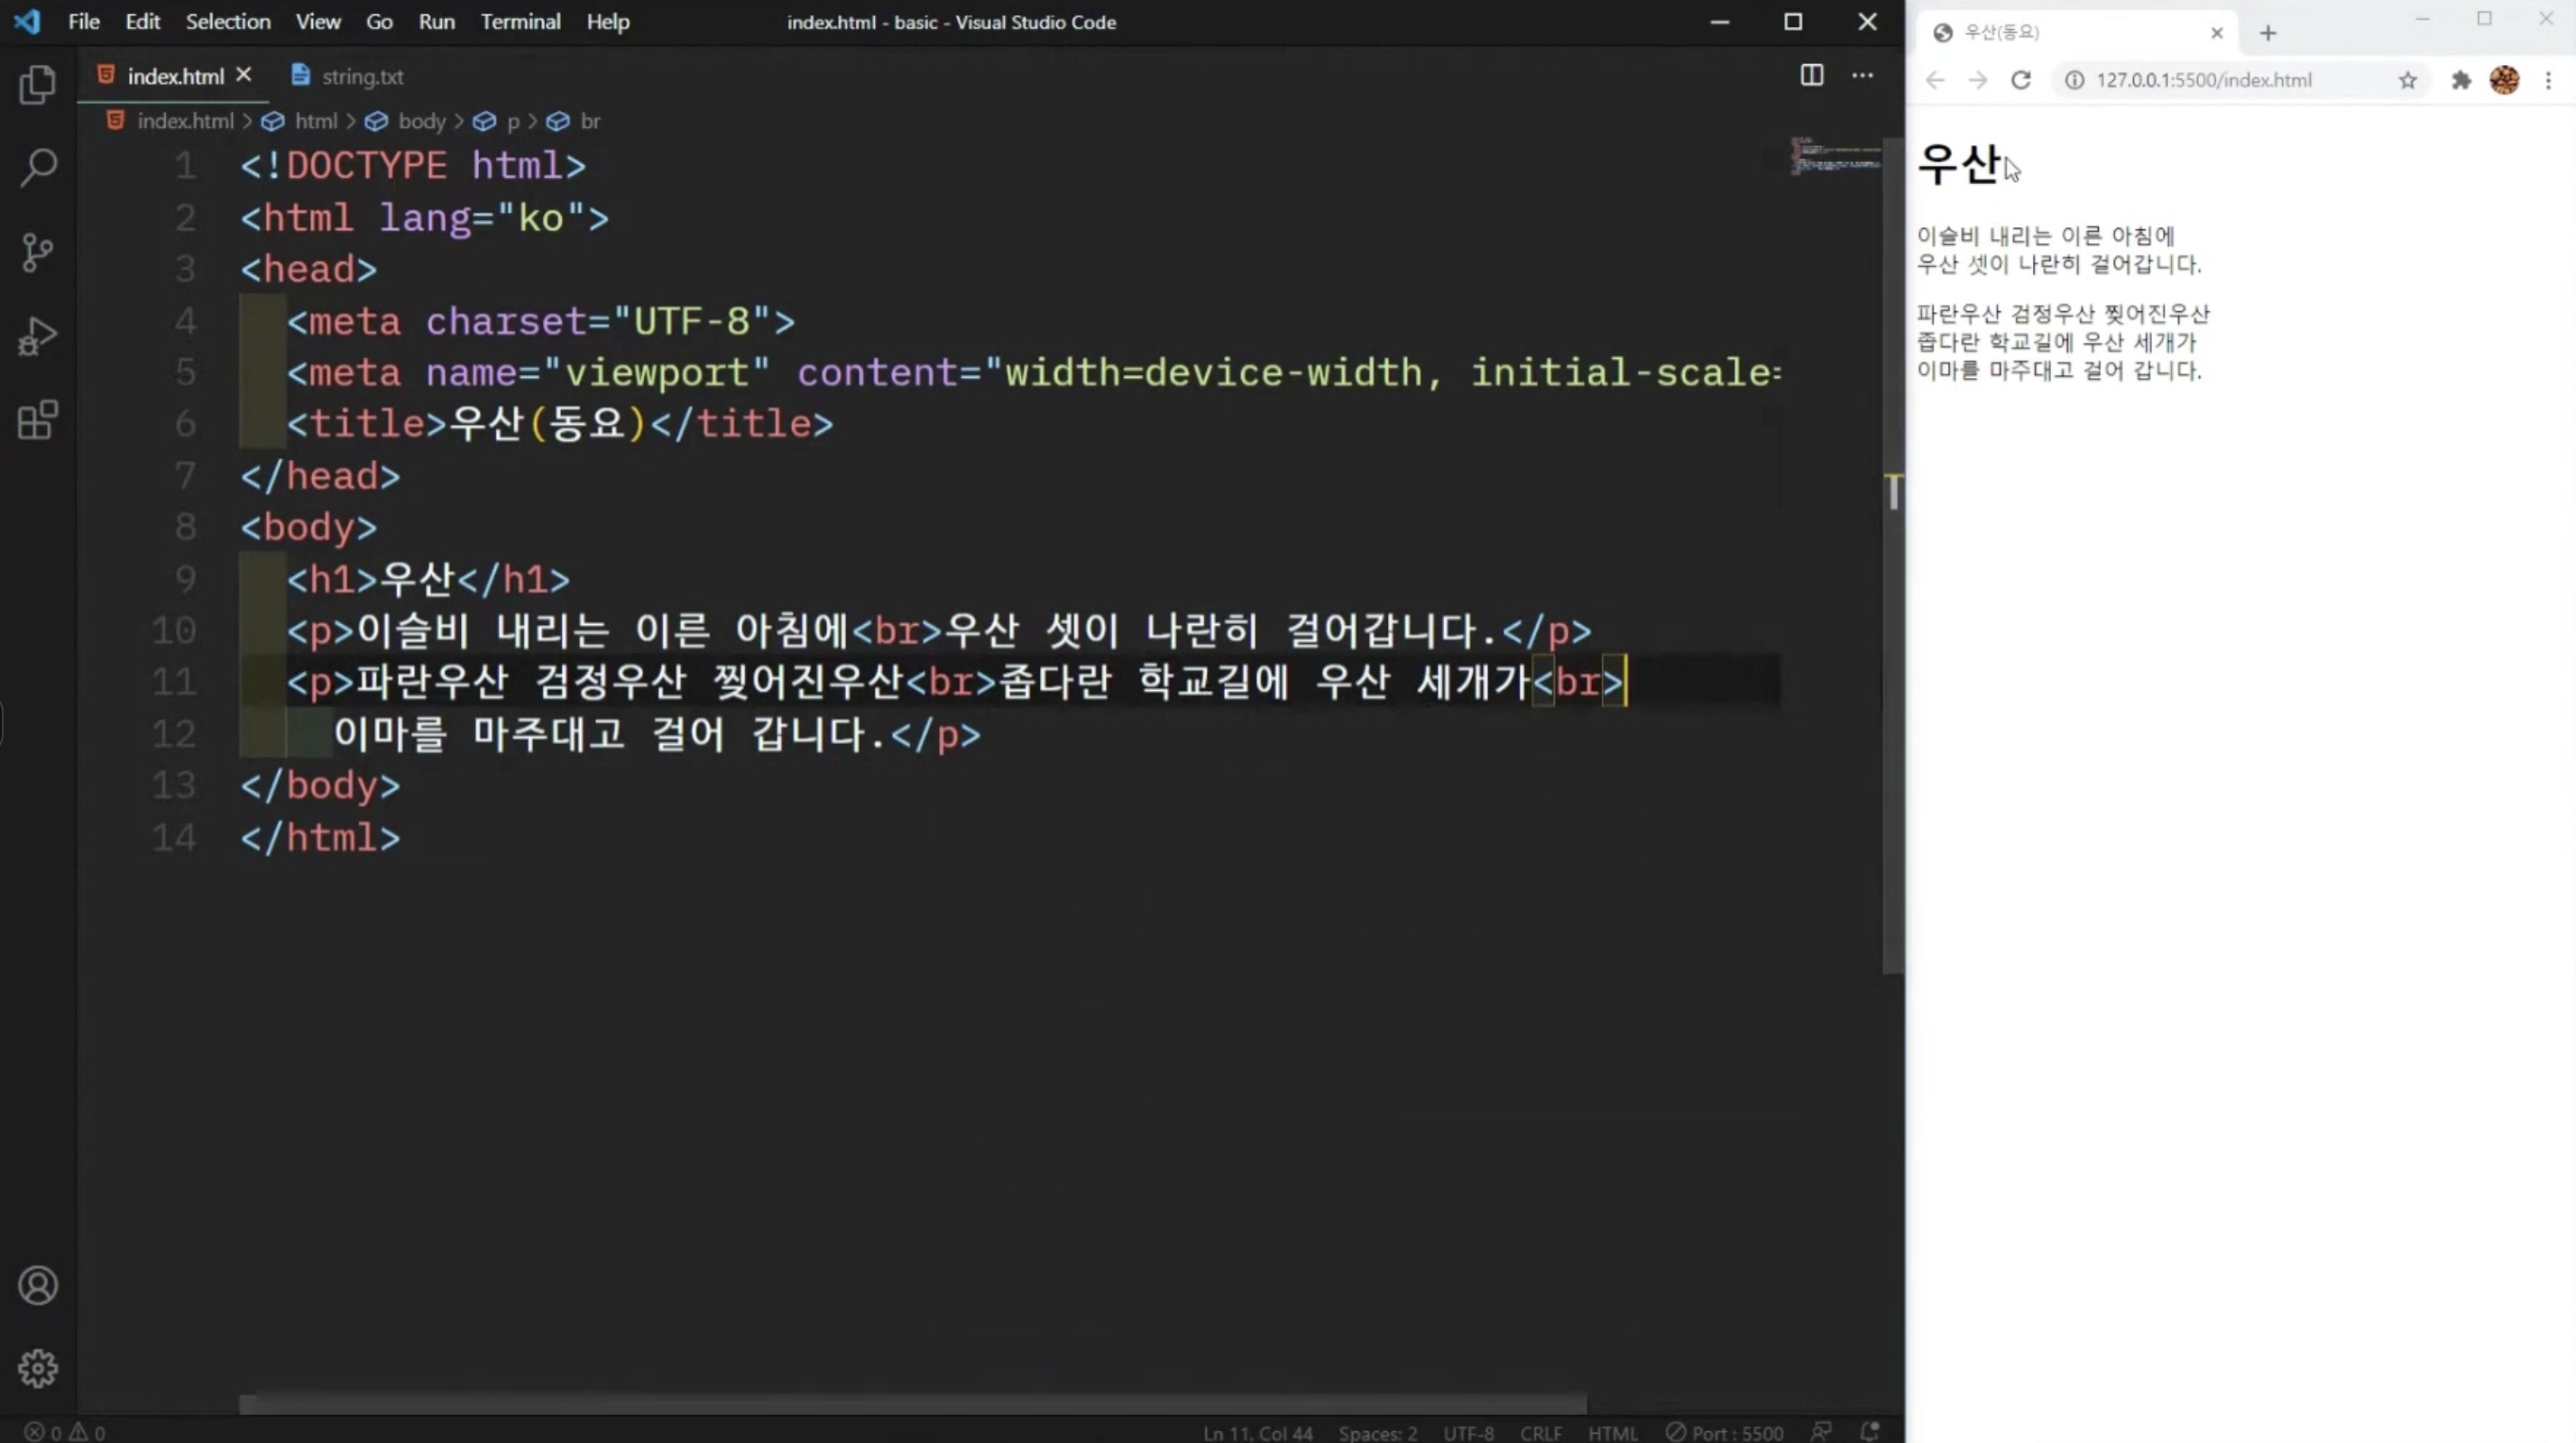 File Edit Selection View Go Run Terminal Help index.html - basic - Visual Studio Code
index.html string.txt
index.html > html > body > p > br
1 <!DOCTYPE html>
2 <html lang="ko">
3 <head>
4 <meta charset="UTF-8">
5 <meta name="viewport" content="width=device-width, initial-scale=
6 <title>우산(동요)</title>
7 </head>
8 <body>
9 <h1>우산</h1>
10 <p>이슬비 내리는 이른 아침에<br>우산 셋이 나란히 걸어갑니다.</p>
11 <p>파란우산 검정우산 찢어진우산<br>좁다란 학교길에 우산 세개가<br>
12 이마를 마주대고 걸어 갑니다.</p>
13 </body>
14 </html>
0 0 Ln 11, Col 44 Spaces: 2 UTF-8 CRLF HTML Port : 5500
우산(동요)
127.0.0.1:5500/index.html
우산
이슬비 내리는 이른 아침에
우산 셋이 나란히 걸어갑니다.
파란우산 검정우산 찢어진우산
좁다란 학교길에 우산 세개가
이마를 마주대고 걸어 갑니다.